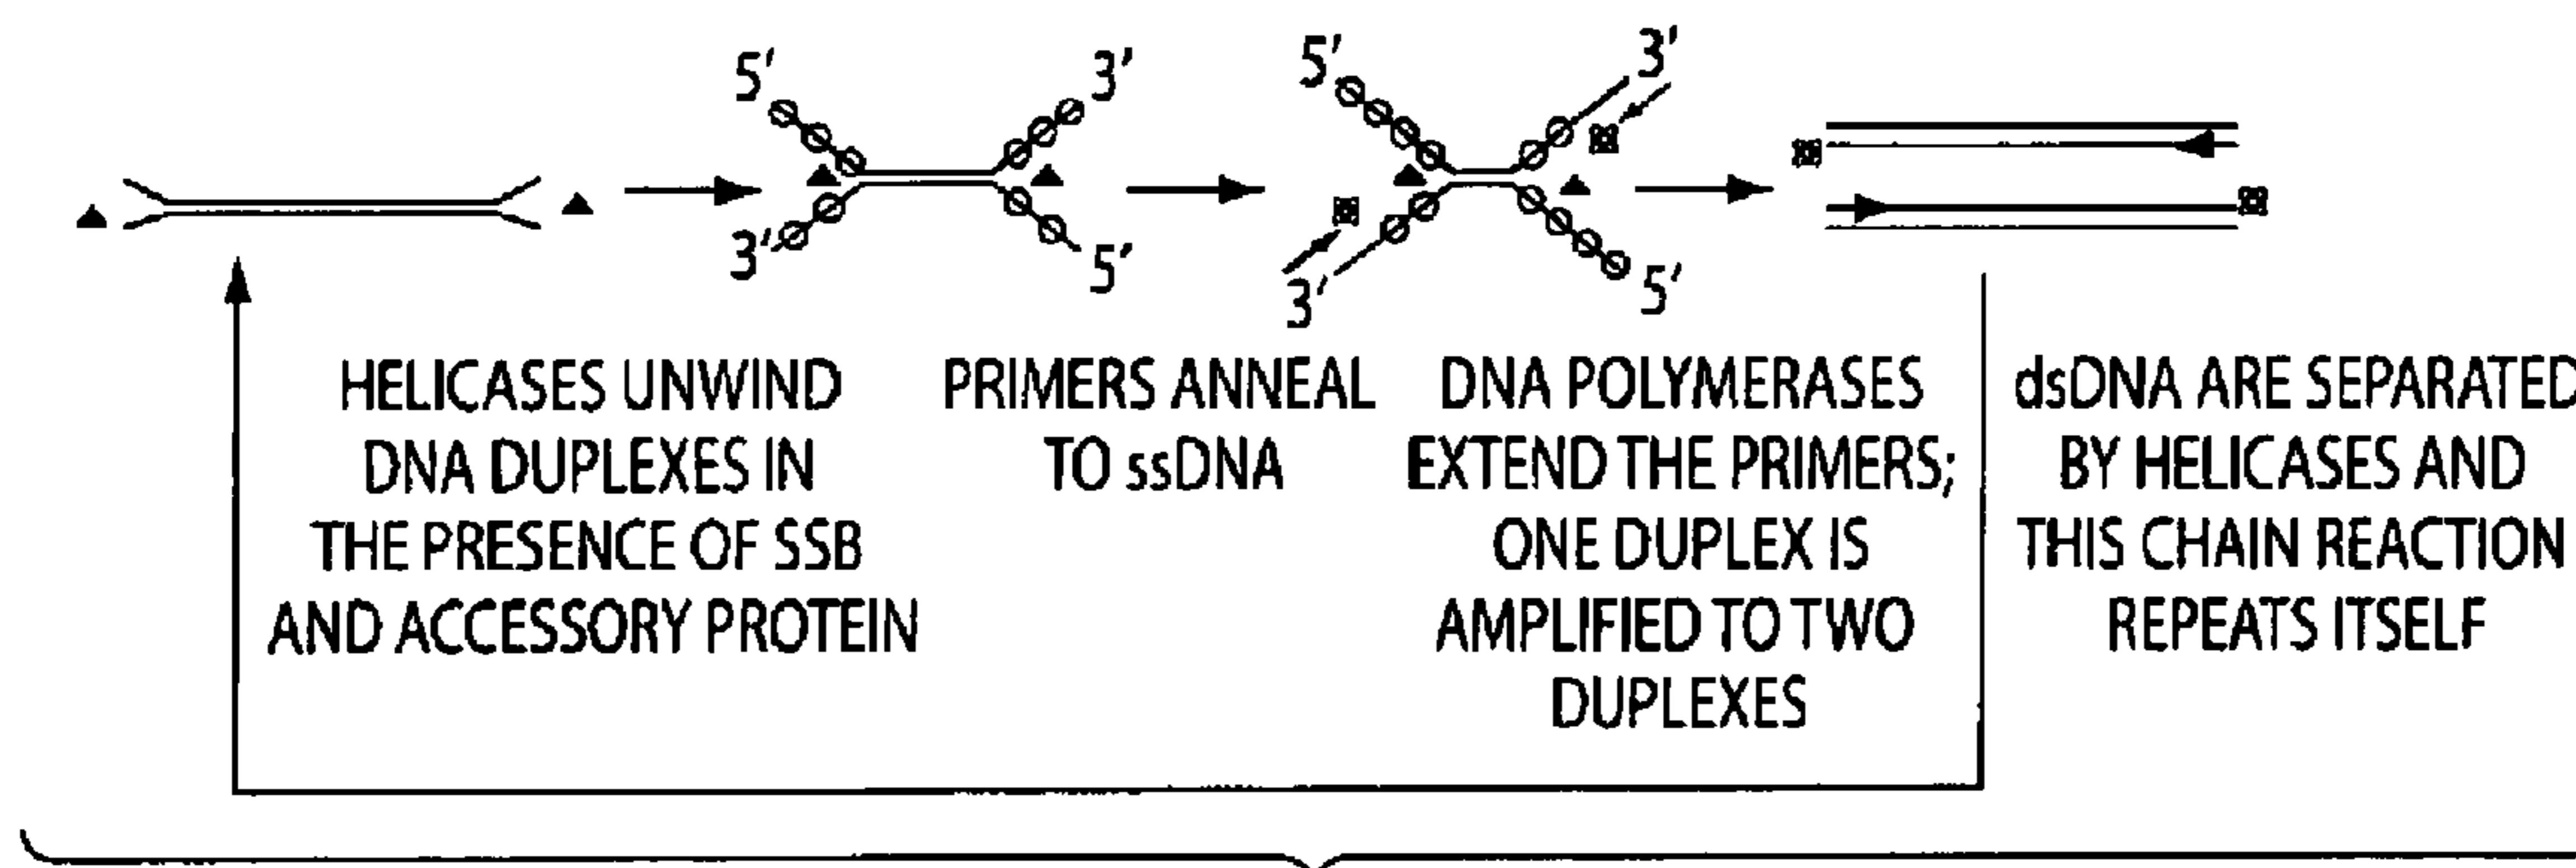 5' 3' 5' 3'
3' 5' 3' 5'
HELICASES UNWIND
DNA DUPLEXES IN
THE PRESENCE OF SSB
AND ACCESSORY PROTEIN
PRIMERS ANNEAL
TO ssDNA
DNA POLYMERASES
EXTEND THE PRIMERS;
ONE DUPLEX IS
AMPLIFIED TO TWO
DUPLEXES
dsDNA ARE SEPARATED
BY HELICASES AND
THIS CHAIN REACTION
REPEATS ITSELF